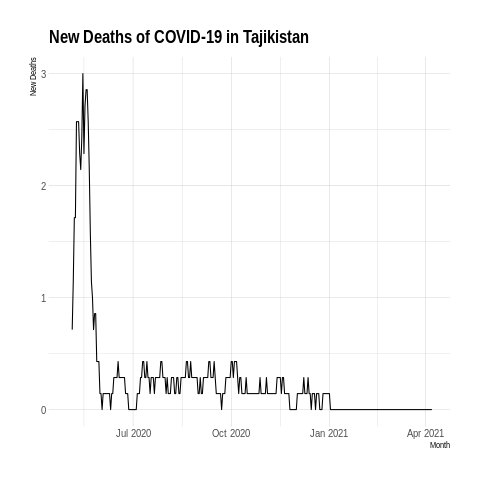 New Deaths of COVID-19 in Tajikistan
New Deaths
3
2
1
0
Jul 2020 Oct 2020 Jan 2021 Apr 2021
Month